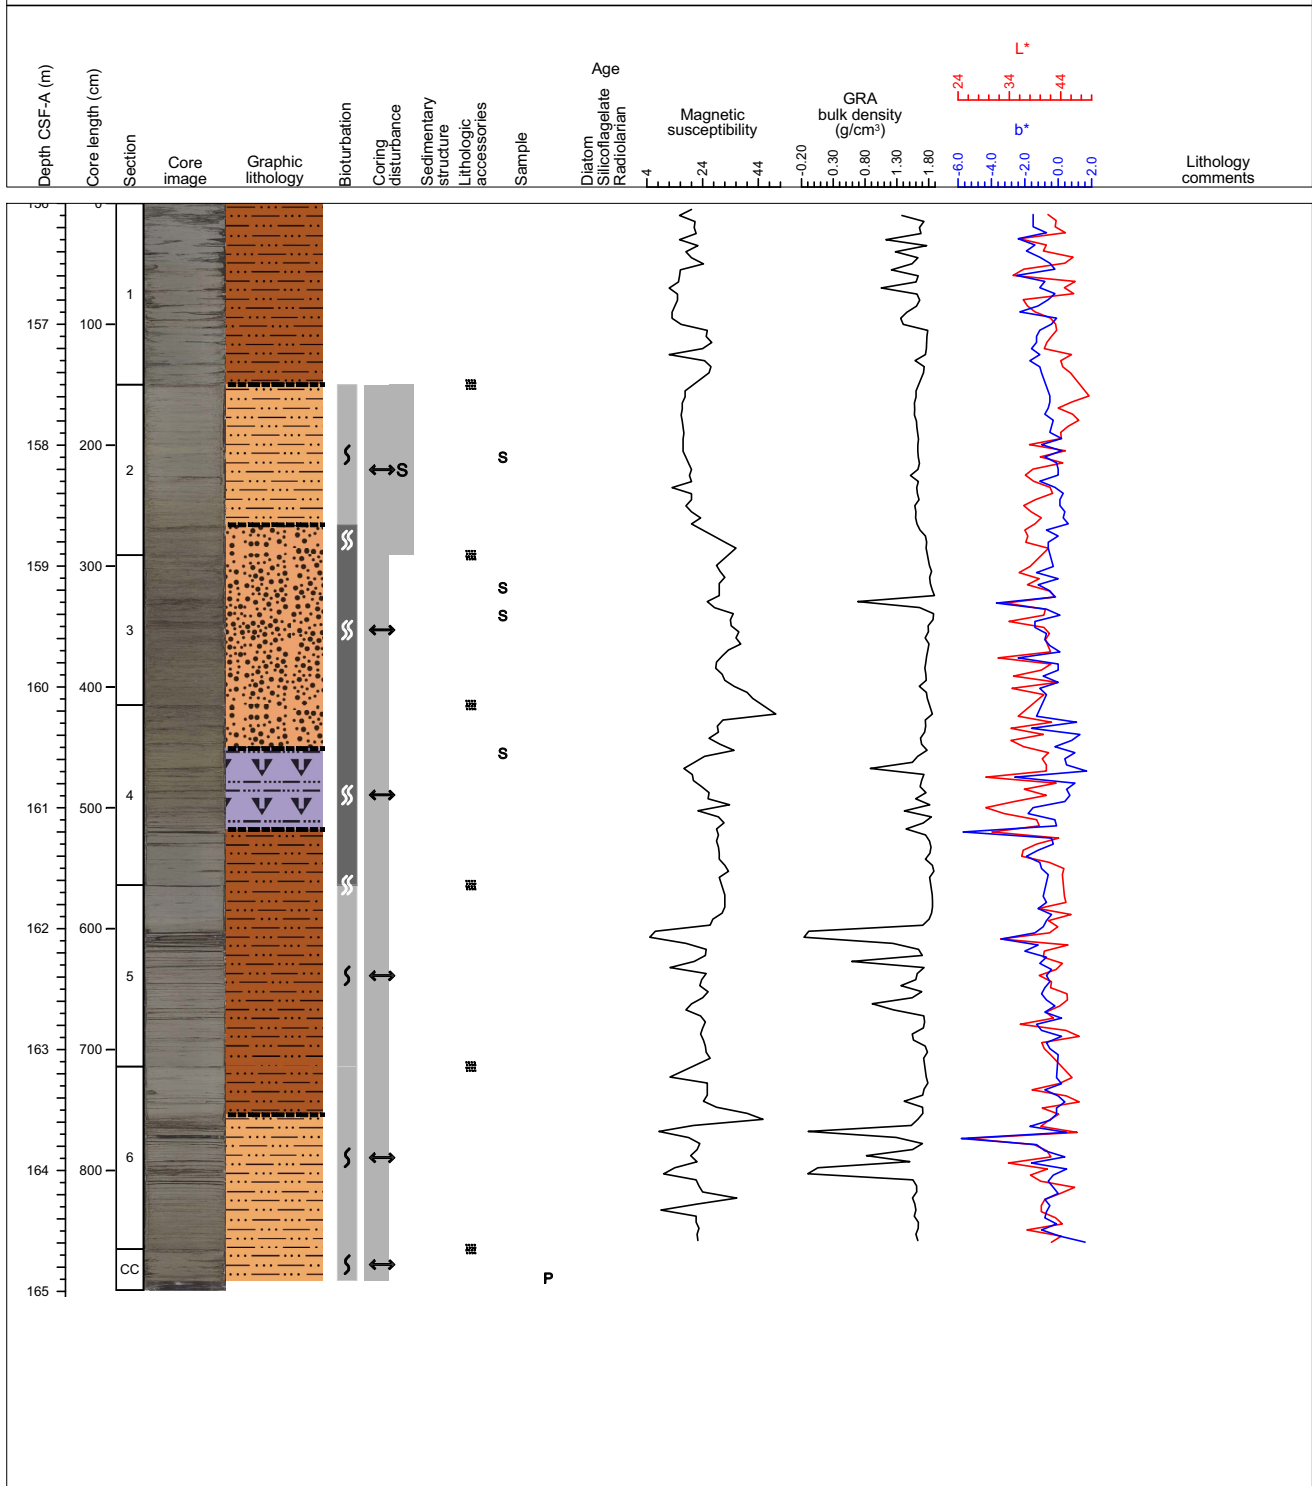 Depth CSF-A (m)
Core length (cm)
Section
Core
image
Graphic
lithology
Bioturbation
Coring
disturbance
Sedimentary
structure
Lithologic
accessories
Sample
Age
Diatom
Silicoflagelate
Radiolarian
Magnetic
susceptibility
4
24
44
GRA
bulk density
(g/cm³)
−0.20
0.30
0.80
1.30
1.80
L*
24
34
44
b*
-6.0
-4.0
-2.0
0.0
2.0
Lithology
comments
156
0
1
157
100
158
200
S
2
S
159
300
S
S
3
160
400
S
4
161
500
162
600
5
163
700
6
164
800
CC
P
165